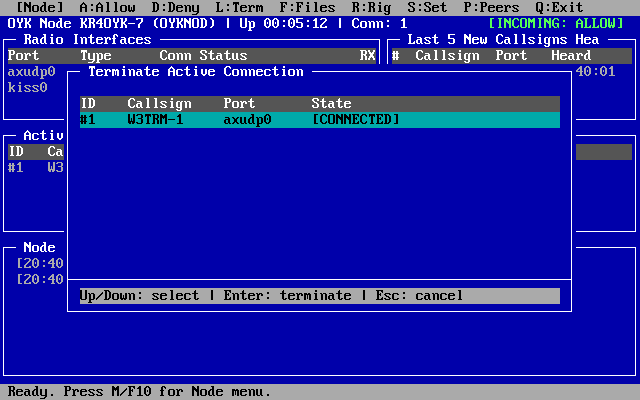 [Node] A:Allow D:Deny L:Term F:Files R:Rig S:Set P:Peers Q:Exit
OYK Node KR4OYK-7 (OYKNOD) | Up 00:05:12 | Conn: 1 [INCOMING: ALLOW]
Radio Interfaces Last 5 New Callsigns Hea
Port Type Conn Status RX # Callsign Port Heard
axudp0 40:01
kiss0
Terminate Active Connection
ID Callsign Port State
#1 W3TRM-1 axudp0 [CONNECTED]
Activ
ID Ca
#1 W3
Node
[20:40
[20:40
Up/Down: select | Enter: terminate | Esc: cancel
Ready. Press M/F10 for Node menu.